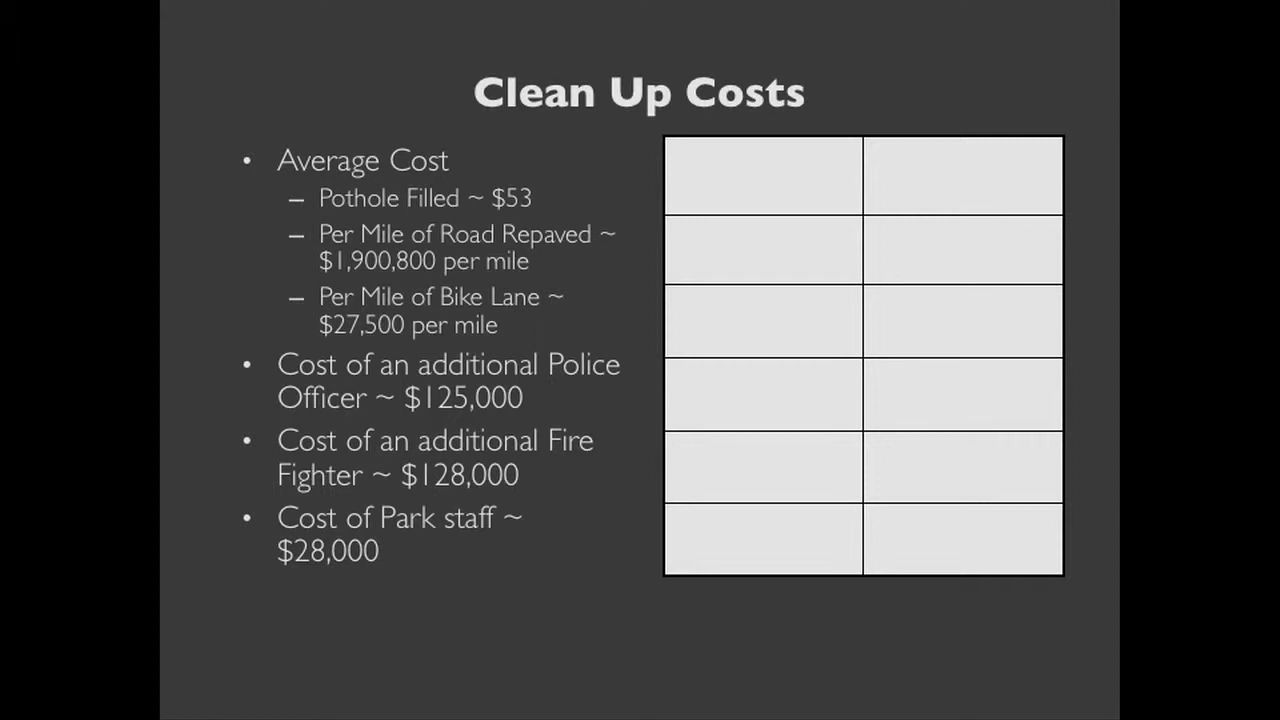 Clean Up Costs
• Average Cost
– Pothole Filled ~ $53
– Per Mile of Road Repaved ~
$1,900,800 per mile
– Per Mile of Bike Lane ~
$27,500 per mile
• Cost of an additional Police
Officer ~ $125,000
• Cost of an additional Fire
Fighter ~ $128,000
• Cost of Park staff ~
$28,000